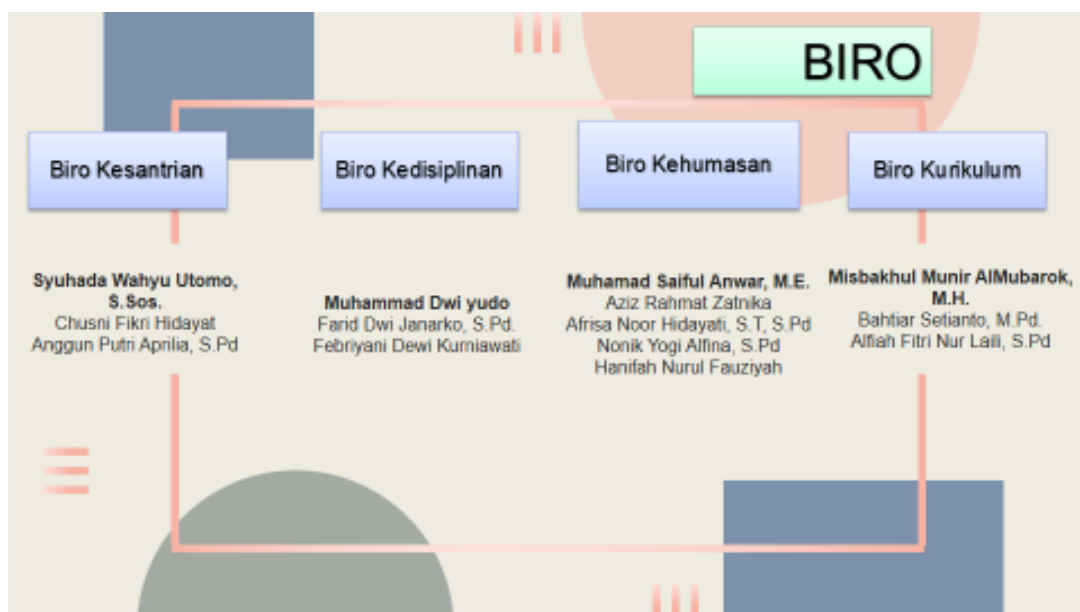 BIRO
Biro Kesantrian
Syuhada Wahyu Utomo,
S.Sos.
Chusni Fikri Hidayat
Anggun Putri Aprilia, S.Pd
Biro Kedisiplinan
Muhammad Dwi yudo
Farid Dwi Janarko, S.Pd.
Febriyani Dewi Kurniawati
Biro Kehumasan
Muhamad Saiful Anwar, M.E.
Aziz Rahmat Zatnika
Afrisa Noor Hidayati, S.T, S.Pd
Nonik Yogi Alfina, S.Pd
Hanifah Nurul Fauziyah
Biro Kurikulum
Misbakhul Munir AlMubarok,
M.H.
Bahtiar Setianto, M.Pd.
Alfiah Fitri Nur Laili, S.Pd